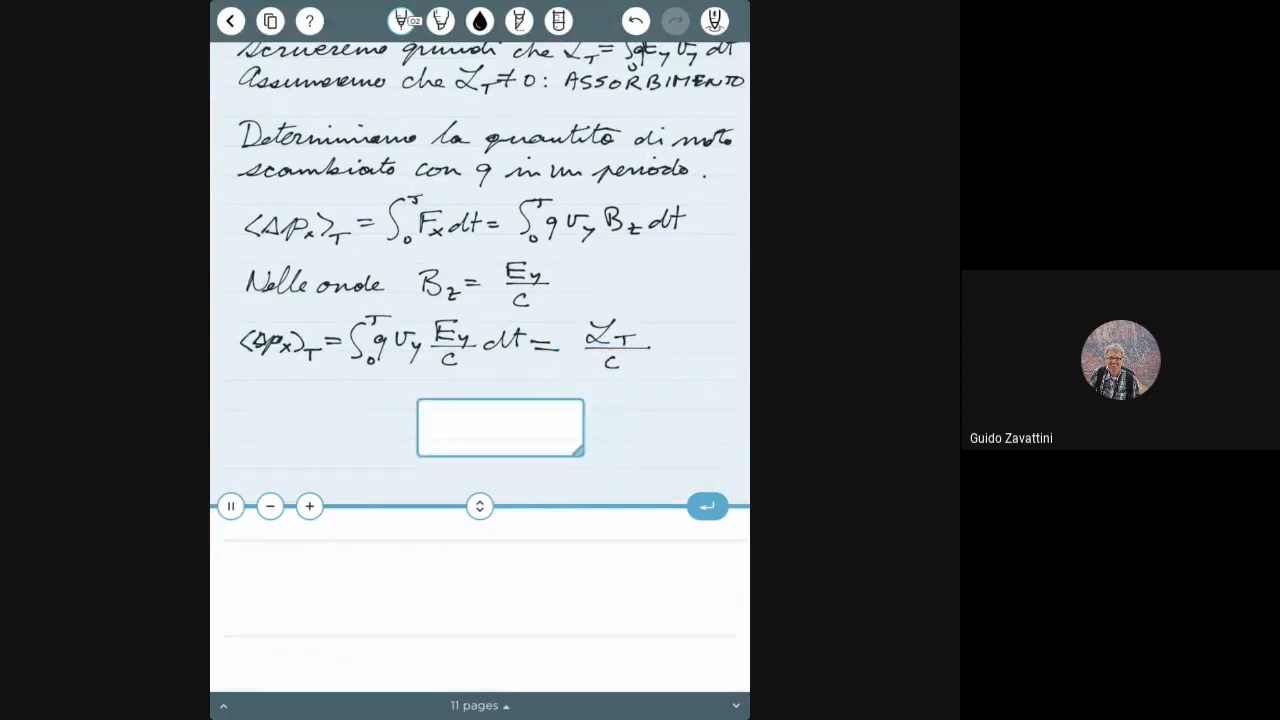 ?
02
scriveremo quindi che ℒ_T = ∫₀ qE_y v_y dt
Assumeremo che ℒ_T ≠ 0: ASSORBIMENTO
Determiniamo la quantità di moto
scambiato con q in un periodo.
⟨Δp_x⟩_T = ∫₀^T F_x dt = ∫₀^T q v_y B_z dt
Nelle onde B_z = E_y/c
⟨Δp_x⟩_T = ∫₀^T q v_y E_y/c dt = ℒ_T/c
Guido Zavattini
11 pages